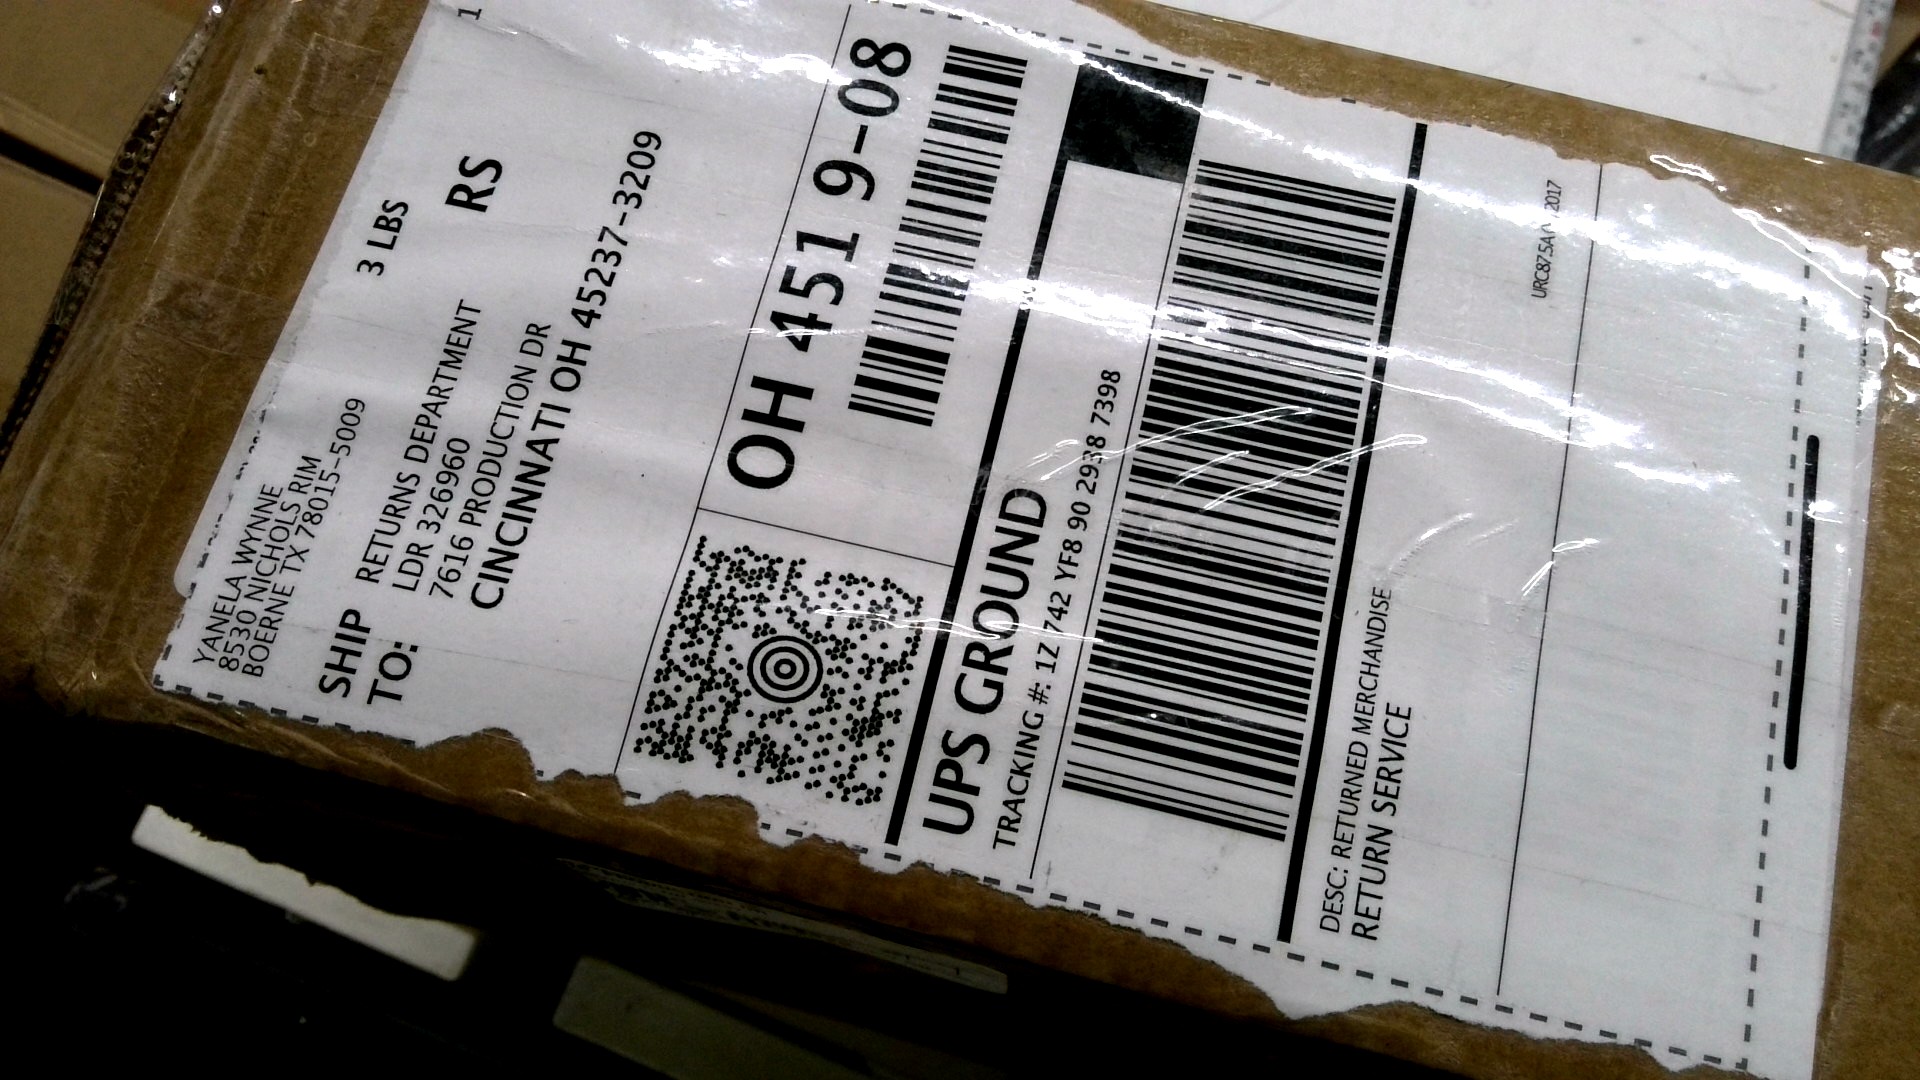 YANELA WYNNE
8530 NICHOLS RIM
BOERNE TX 78015-5009
3 LBS
1
RS
SHIP
TO:
RETURNS DEPARTMENT
LDR 326960
7616 PRODUCTION DR
CINCINNATI OH 45237-3209
OH 451 9-08
UPS GROUND
TRACKING #: 1Z 742 YF8 90 2938 7398
DESC: RETURNED MERCHANDISE
RETURN SERVICE